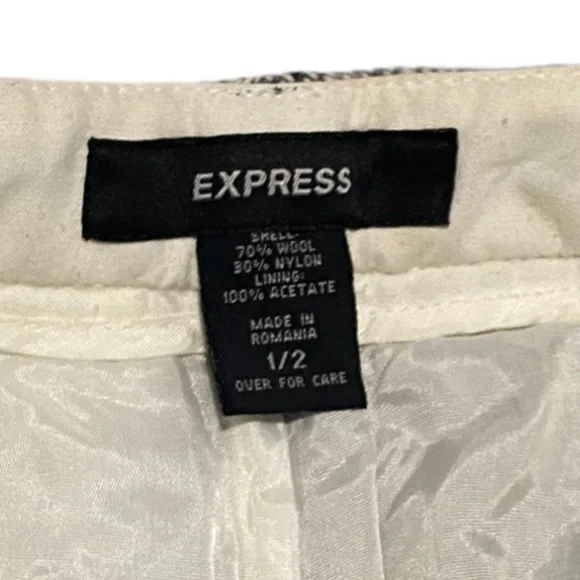 EXPRESS
SHELL:
70% WOOL
30% NYLON
LINING:
100% ACETATE
MADE IN
ROMANIA
1/2
OVER FOR CARE